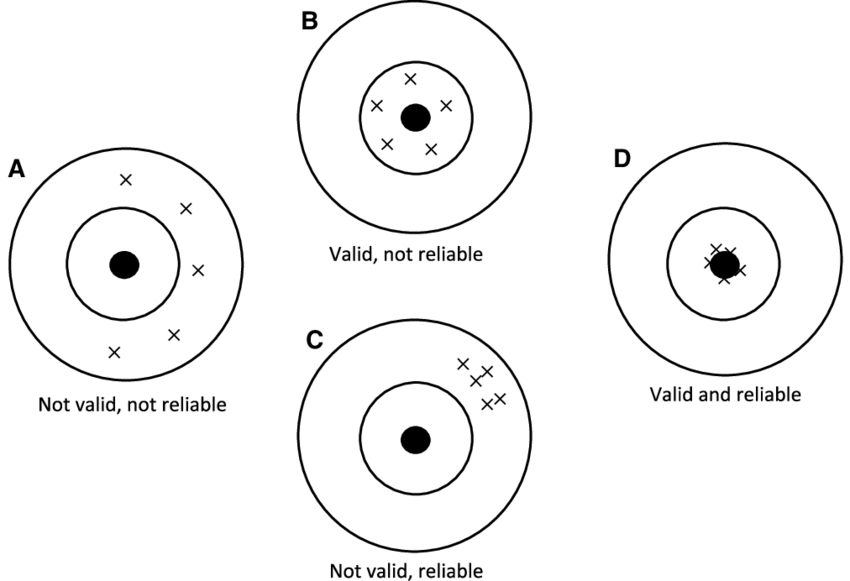 A
Not valid, not reliable
B
Valid, not reliable
C
Not valid, reliable
D
Valid and reliable